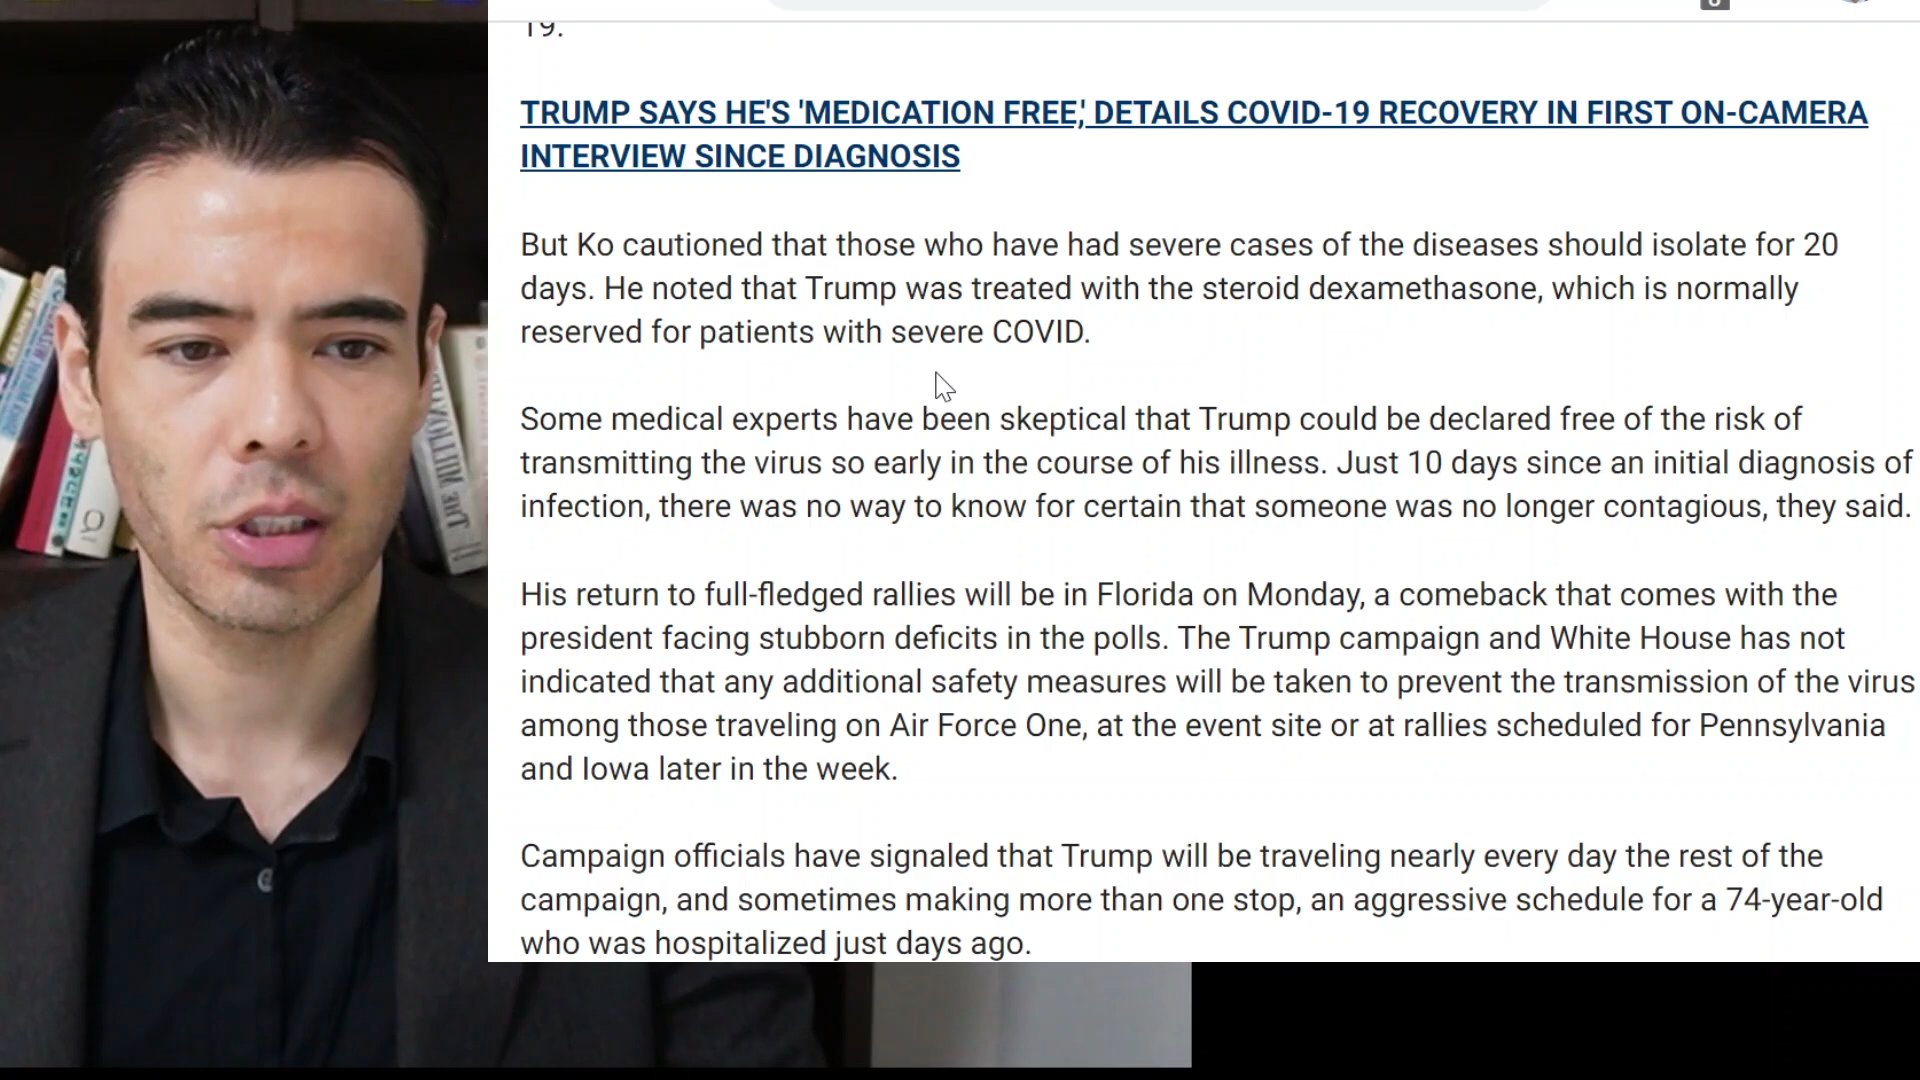 19.
TRUMP SAYS HE'S 'MEDICATION FREE,' DETAILS COVID-19 RECOVERY IN FIRST ON-CAMERA
INTERVIEW SINCE DIAGNOSIS
But Ko cautioned that those who have had severe cases of the diseases should isolate for 20
days. He noted that Trump was treated with the steroid dexamethasone, which is normally
reserved for patients with severe COVID.
Some medical experts have been skeptical that Trump could be declared free of the risk of
transmitting the virus so early in the course of his illness. Just 10 days since an initial diagnosis of
infection, there was no way to know for certain that someone was no longer contagious, they said.
His return to full-fledged rallies will be in Florida on Monday, a comeback that comes with the
president facing stubborn deficits in the polls. The Trump campaign and White House has not
indicated that any additional safety measures will be taken to prevent the transmission of the virus
among those traveling on Air Force One, at the event site or at rallies scheduled for Pennsylvania
and Iowa later in the week.
Campaign officials have signaled that Trump will be traveling nearly every day the rest of the
campaign, and sometimes making more than one stop, an aggressive schedule for a 74-year-old
who was hospitalized just days ago.
THE